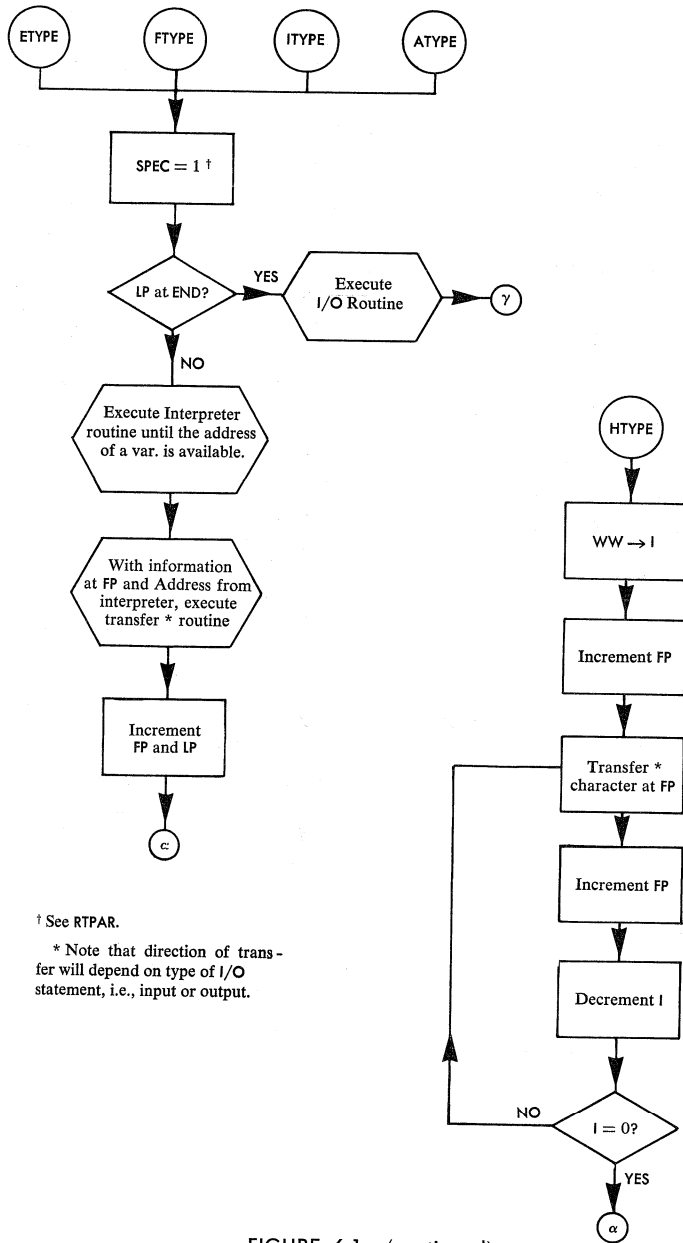 ETYPE
FTYPE
ITYPE
ATYPE
SPEC = 1 †
LP at END?
YES
Execute
I/O Routine
γ
NO
Execute Interpreter
routine until the address
of a var. is available.
With information
at FP and Address from
interpreter, execute
transfer * routine
Increment
FP and LP
† See RTPAR.
* Note that direction of trans-
fer will depend on type of I/O
statement, i.e., input or output.
HTYPE
WW → I
Increment FP
Transfer *
character at FP
Increment FP
Decrement I
I = 0?
NO
YES
α
FIGURE 6.1